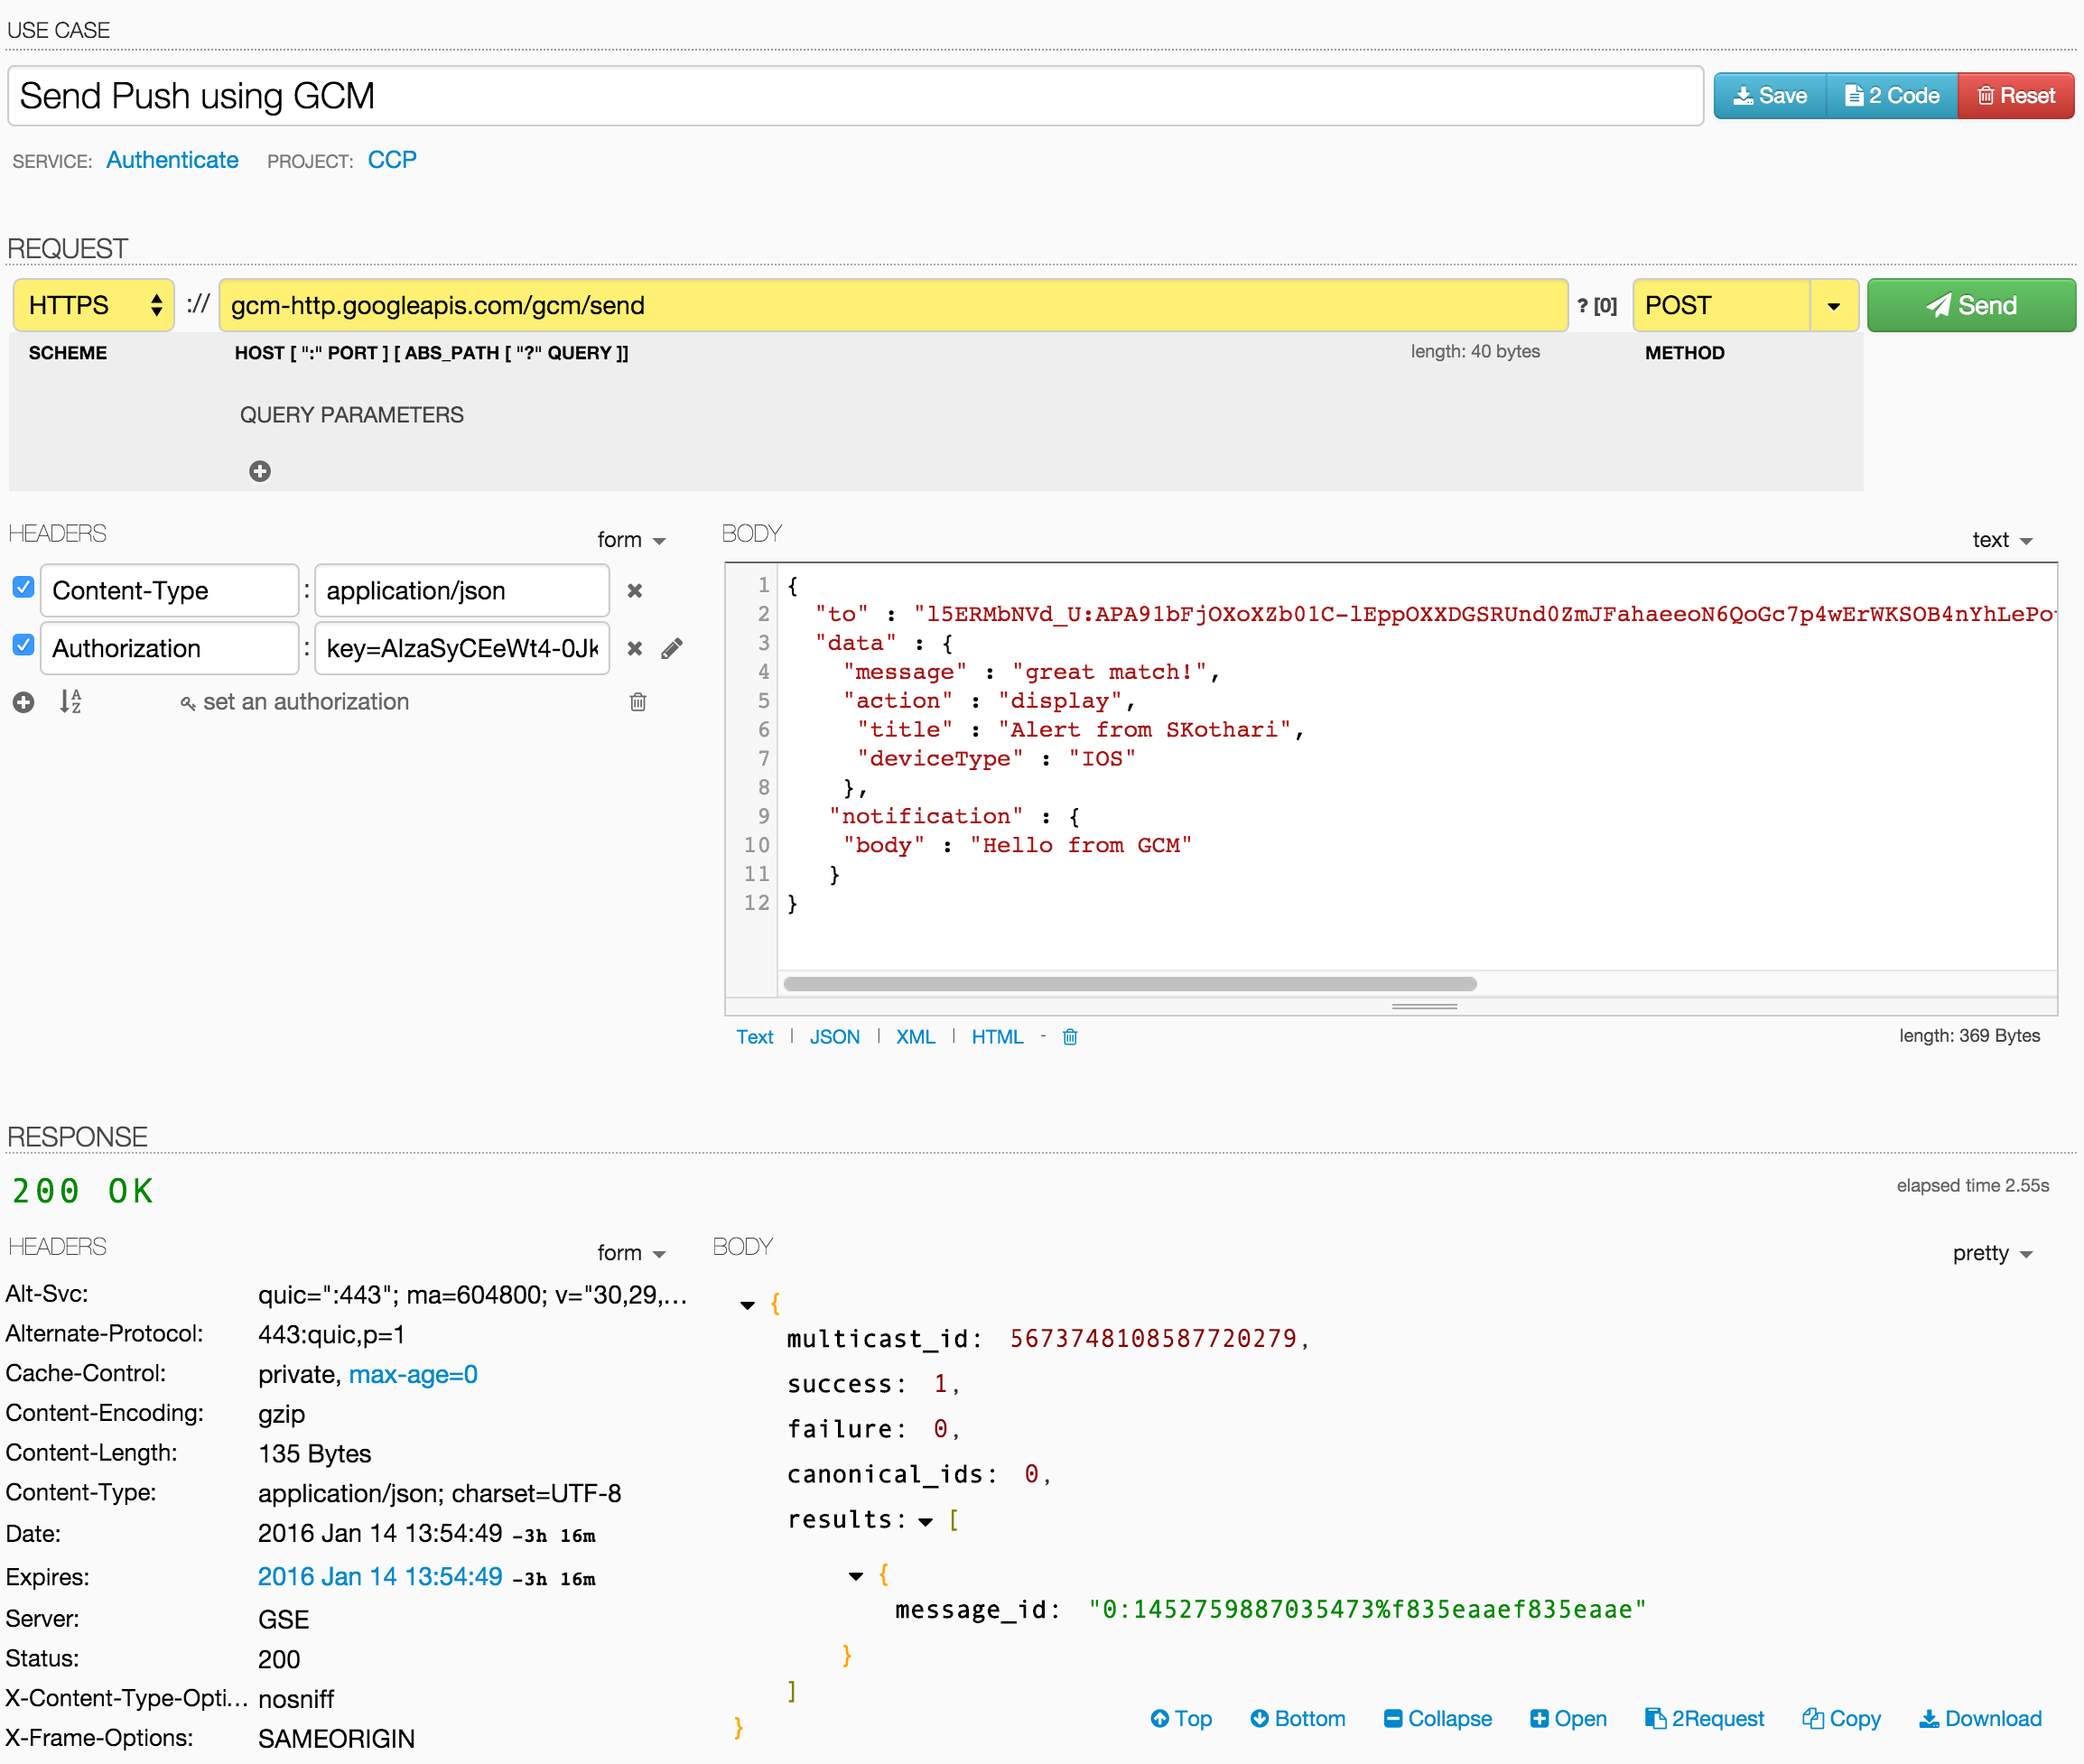 USE CASE
Send Push using GCM
Save 2 Code Reset
SERVICE: Authenticate PROJECT: CCP
REQUEST
HTTPS :// gcm-http.googleapis.com/gcm/send ? [0] POST Send
SCHEME HOST [ ":" PORT ] [ ABS_PATH [ "?" QUERY ]] length: 40 bytes METHOD
QUERY PARAMETERS
HEADERS form
Content-Type : application/json
Authorization : key=AIzaSyCEeWt4-0Jk
set an authorization
BODY text
1 {
2 "to" : "l5ERMbNVd_U:APA91bFjOXoXZb01C-lEppOXXDGSRUnd0ZmJFahaeeoN6QoGc7p4wErWKSOB4nYhLePo
3 "data" : {
4 "message" : "great match!",
5 "action" : "display",
6 "title" : "Alert from SKothari",
7 "deviceType" : "IOS"
8 },
9 "notification" : {
10 "body" : "Hello from GCM"
11 }
12 }
Text | JSON | XML | HTML - length: 369 Bytes
RESPONSE
200 OK elapsed time 2.55s
HEADERS form
Alt-Svc: quic=":443"; ma=604800; v="30,29,...
Alternate-Protocol: 443:quic,p=1
Cache-Control: private, max-age=0
Content-Encoding: gzip
Content-Length: 135 Bytes
Content-Type: application/json; charset=UTF-8
Date: 2016 Jan 14 13:54:49 -3h 16m
Expires: 2016 Jan 14 13:54:49 -3h 16m
Server: GSE
Status: 200
X-Content-Type-Opti... nosniff
X-Frame-Options: SAMEORIGIN
BODY pretty
{
multicast_id: 5673748108587720279,
success: 1,
failure: 0,
canonical_ids: 0,
results: [
{
message_id: "0:1452759887035473%f835eaaef835eaae"
}
]
}
Top Bottom Collapse Open 2Request Copy Download